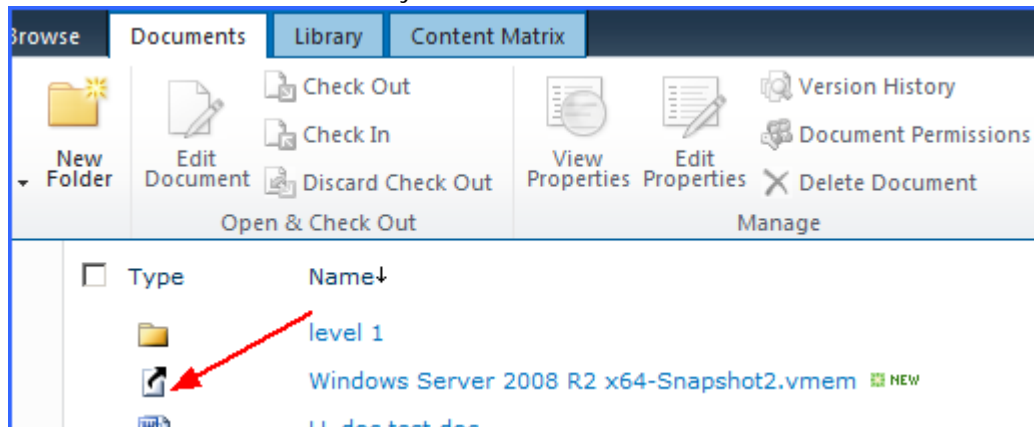 Browse Documents Library Content Matrix
Check Out
Check In
Discard Check Out
New Folder
Edit Document
Open & Check Out
View Properties
Edit Properties
Version History
Document Permissions
Delete Document
Manage
Type Name
level 1
Windows Server 2008 R2 x64-Snapshot2.vmem NEW